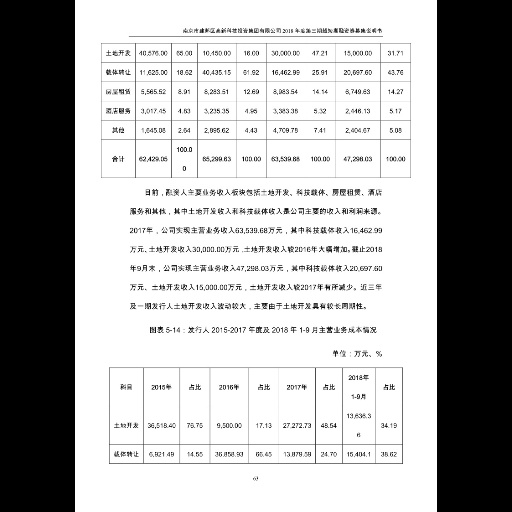 南京市建邺区高新科技投资集团有限公司 2018 年度第三期超短期融资券募集说明书
土地开发 40,576.00 65.00 10,450.00 16.00 30,000.00 47.21 15,000.00 31.71
载体转让 11,625.00 18.62 40,435.15 61.92 16,462.99 25.91 20,697.60 43.76
房屋租赁 5,565.52 8.91 8,283.51 12.69 8,983.54 14.14 6,749.63 14.27
酒店服务 3,017.45 4.83 3,235.35 4.95 3,383.38 5.32 2,446.13 5.17
其他 1,645.08 2.64 2,895.62 4.43 4,709.78 7.41 2,404.67 5.08
合计 62,429.05 100.00 65,299.63 100.00 63,539.68 100.00 47,298.03 100.00
目前，融资人主要业务收入板块包括土地开发、科技载体、房屋租赁、酒店
服务和其他，其中土地开发收入和科技载体收入是公司主要的收入和利润来源。
2017年，公司实现主营业务收入63,539.68万元，其中科技载体收入16,462.99
万元、土地开发收入30,000.00万元,土地开发收入较2016年大幅增加。截止2018
年9月末，公司实现主营业务收入47,298.03万元，其中科技载体收入20,697.60
万元、土地开发收入15,000.00万元，土地开发收入较2017年有所减少。近三年
及一期发行人土地开发收入波动较大，主要由于土地开发具有较长周期性。
图表 5-14：发行人 2015-2017 年度及 2018 年 1-9 月主营业务成本情况
单位：万元、%
科目 2015年 占比 2016年 占比 2017年 占比 2018年1-9月 占比
土地开发 36,518.40 76.75 9,500.00 17.13 27,272.73 48.54 13,636.36 34.19
载体转让 6,921.49 14.55 36,858.93 66.45 13,879.59 24.70 15,404.1 38.62
63